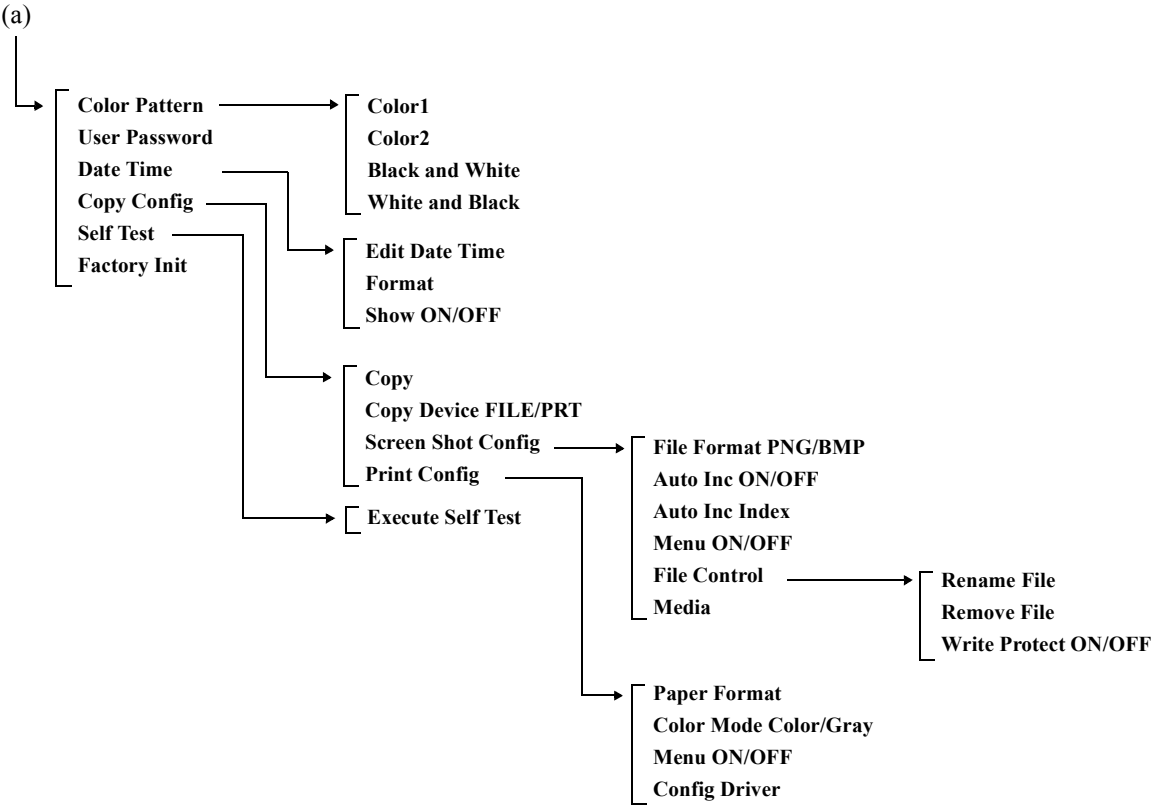 (a)
Color Pattern
User Password
Date Time
Copy Config
Self Test
Factory Init
Color1
Color2
Black and White
White and Black
Edit Date Time
Format
Show ON/OFF
Copy
Copy Device FILE/PRT
Screen Shot Config
Print Config
Execute Self Test
File Format PNG/BMP
Auto Inc ON/OFF
Auto Inc Index
Menu ON/OFF
File Control
Media
Rename File
Remove File
Write Protect ON/OFF
Paper Format
Color Mode Color/Gray
Menu ON/OFF
Config Driver